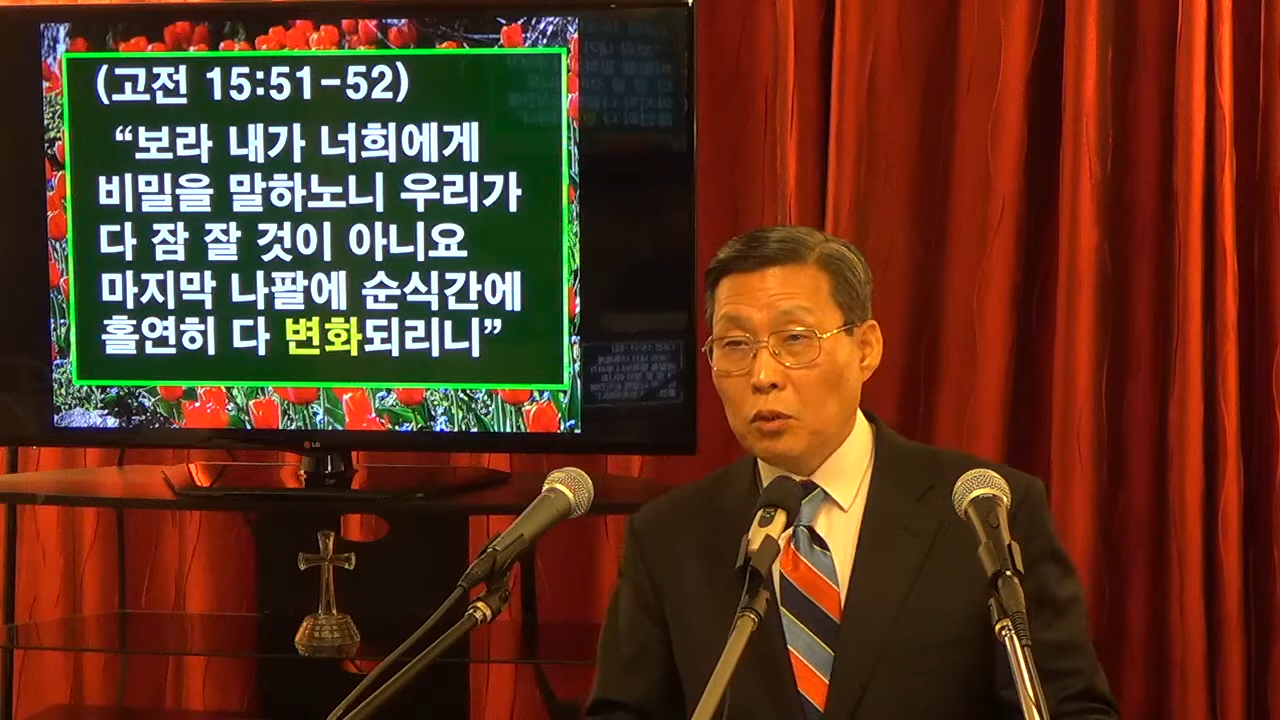 (고전 15:51-52)
“보라 내가 너희에게
비밀을 말하노니 우리가
다 잠 잘 것이 아니요
마지막 나팔에 순식간에
홀연히 다 변화되리니”
LG